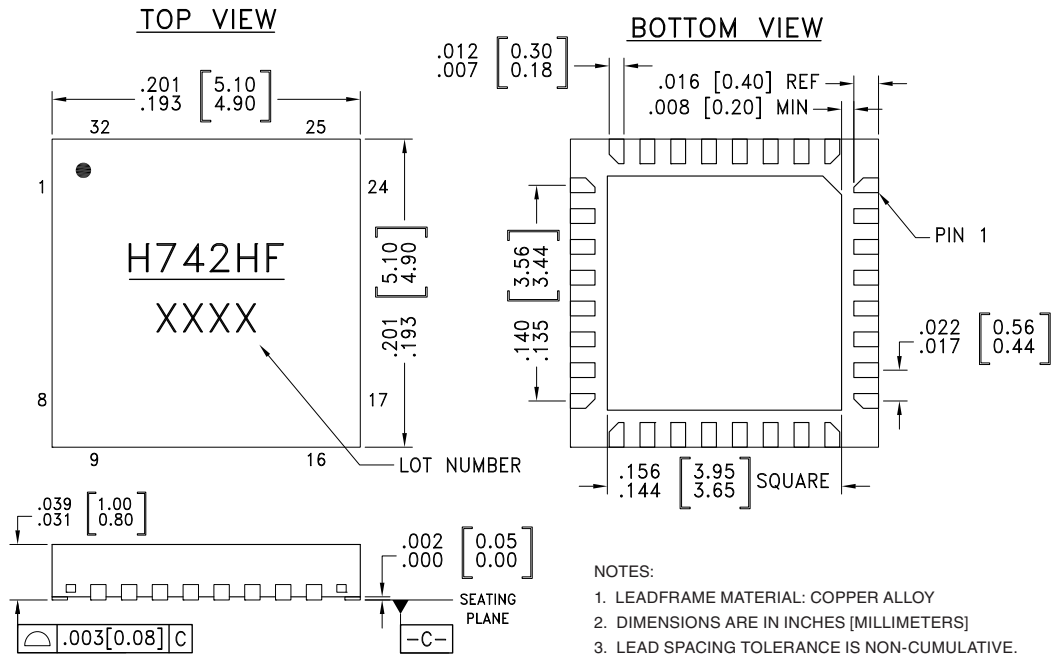 TOP VIEW
.201 [5.10]
.193 [4.90]
32
25
1
24
H742HF
XXXX
[5.10]
[4.90]
.201
.193
8
17
9
16
LOT NUMBER
BOTTOM VIEW
.012 [0.30]
.007 [0.18]
.016 [0.40] REF
.008 [0.20] MIN
PIN 1
[3.56]
[3.44]
.140
.135
.022 [0.56]
.017 [0.44]
.156 [3.95]
.144 [3.65]
SQUARE
.039 [1.00]
.031 [0.80]
.002 [0.05]
.000 [0.00]
SEATING
PLANE
.003[0.08] C
-C-
NOTES:
1. LEADFRAME MATERIAL: COPPER ALLOY
2. DIMENSIONS ARE IN INCHES [MILLIMETERS]
3. LEAD SPACING TOLERANCE IS NON-CUMULATIVE.